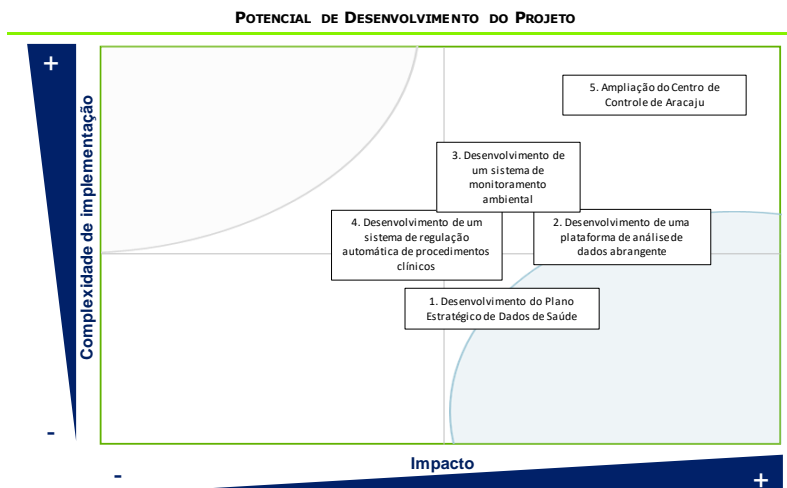 POTENCIAL DE DESENVOLVIMENTO DO PROJETO
+
Complexidade de implementação
-
5. Ampliação do Centro de
Controle de Aracaju
3. Desenvolvimento de
um sistema de
monitoramento
ambiental
4. Desenvolvimento de um
sistema de regulação
automática de procedimentos
clínicos
2. Desenvolvimento de uma
plataforma de análise de
dados abrangente
1. Desenvolvimento do Plano
Estratégico de Dados de Saúde
-
Impacto
+